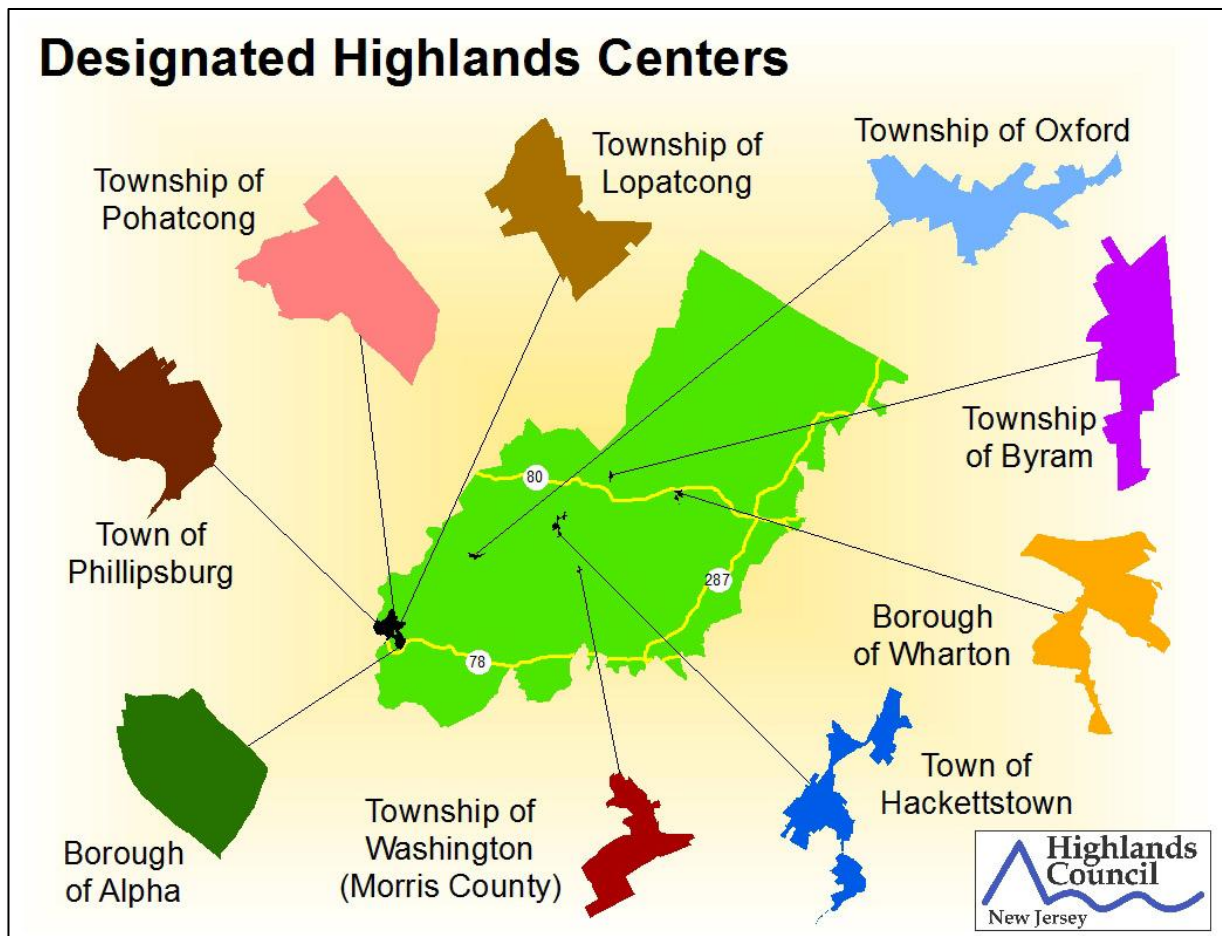 Designated Highlands Centers
Township of
Pohatcong
Township of
Lopatcong
Township of Oxford
Township
of Byram
Town of
Phillipsburg
80
287
78
Borough
of Wharton
Borough
of Alpha
Township of
Washington
(Morris County)
Town of
Hackettstown
Highlands
Council
New Jersey